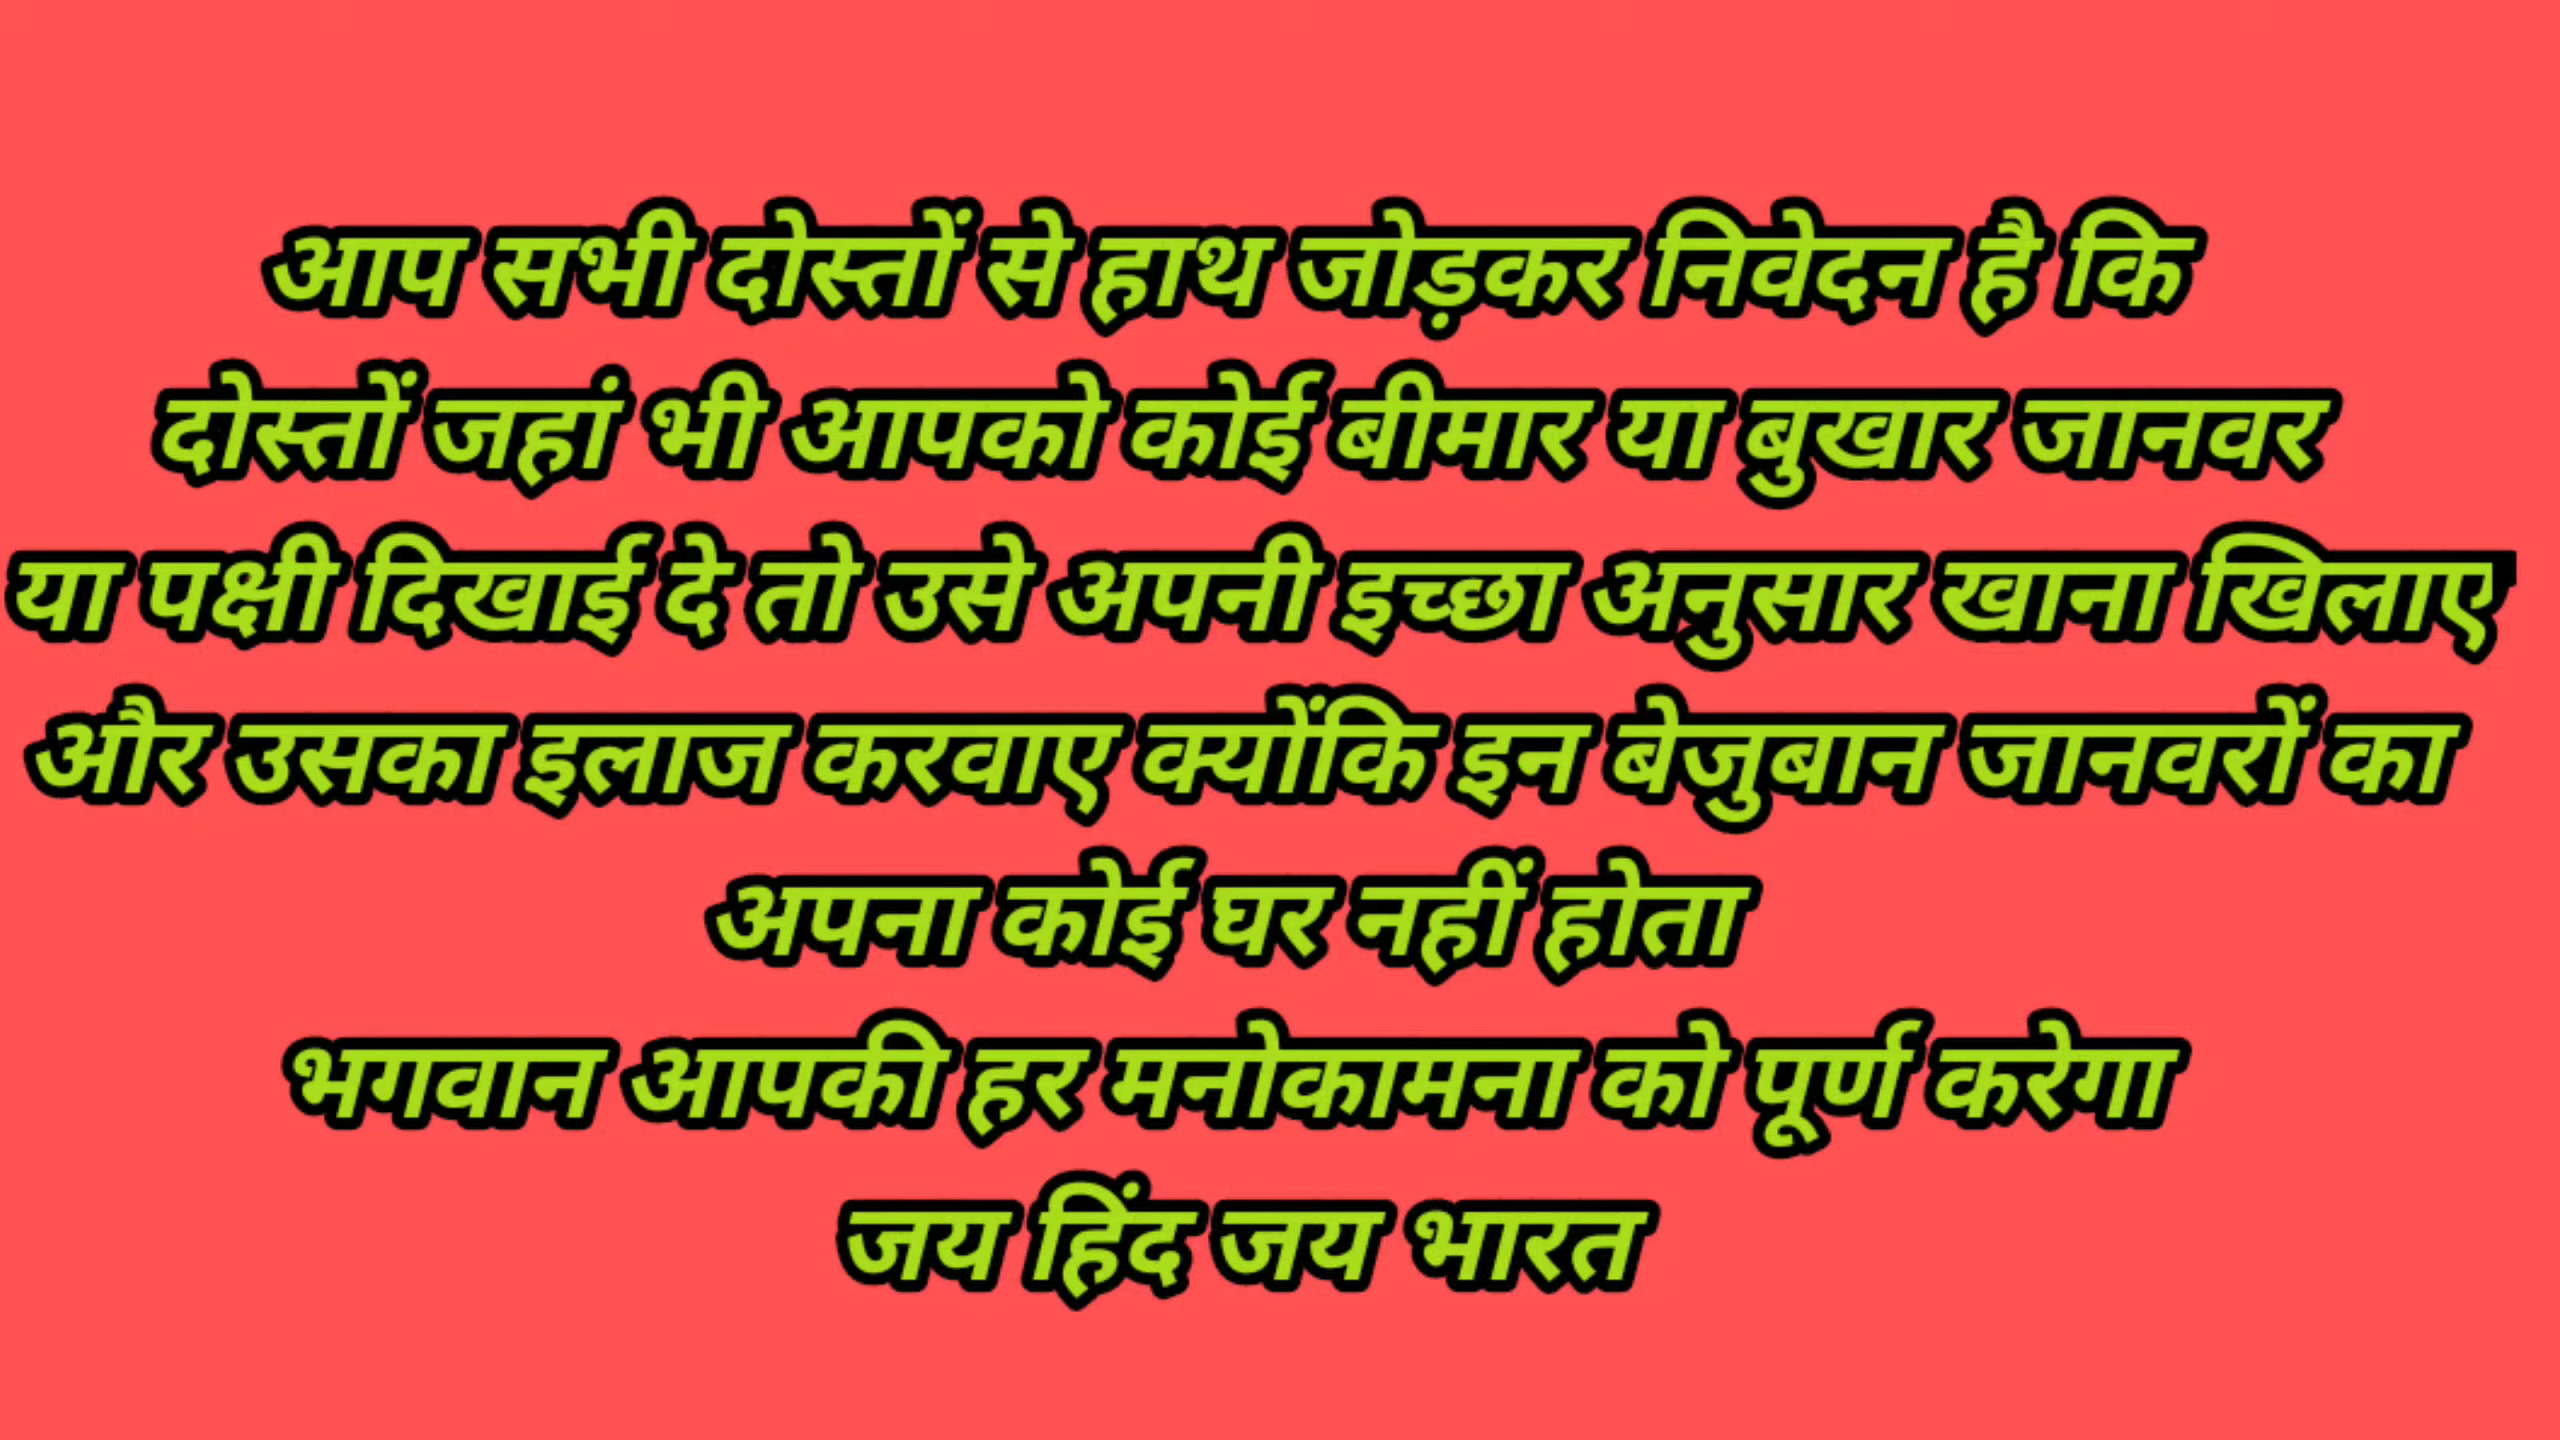 आप सभी दोस्तों से हाथ जोड़कर निवेदन है कि
दोस्तों जहां भी आपको कोई बीमार या बुखार जानवर
या पक्षी दिखाई दे तो उसे अपनी इच्छा अनुसार खाना खिलाए
और उसका इलाज करवाए क्योंकि इन बेजुबान जानवरों का
अपना कोई घर नहीं होता
भगवान आपकी हर मनोकामना को पूर्ण करेगा
जय हिंद जय भारत